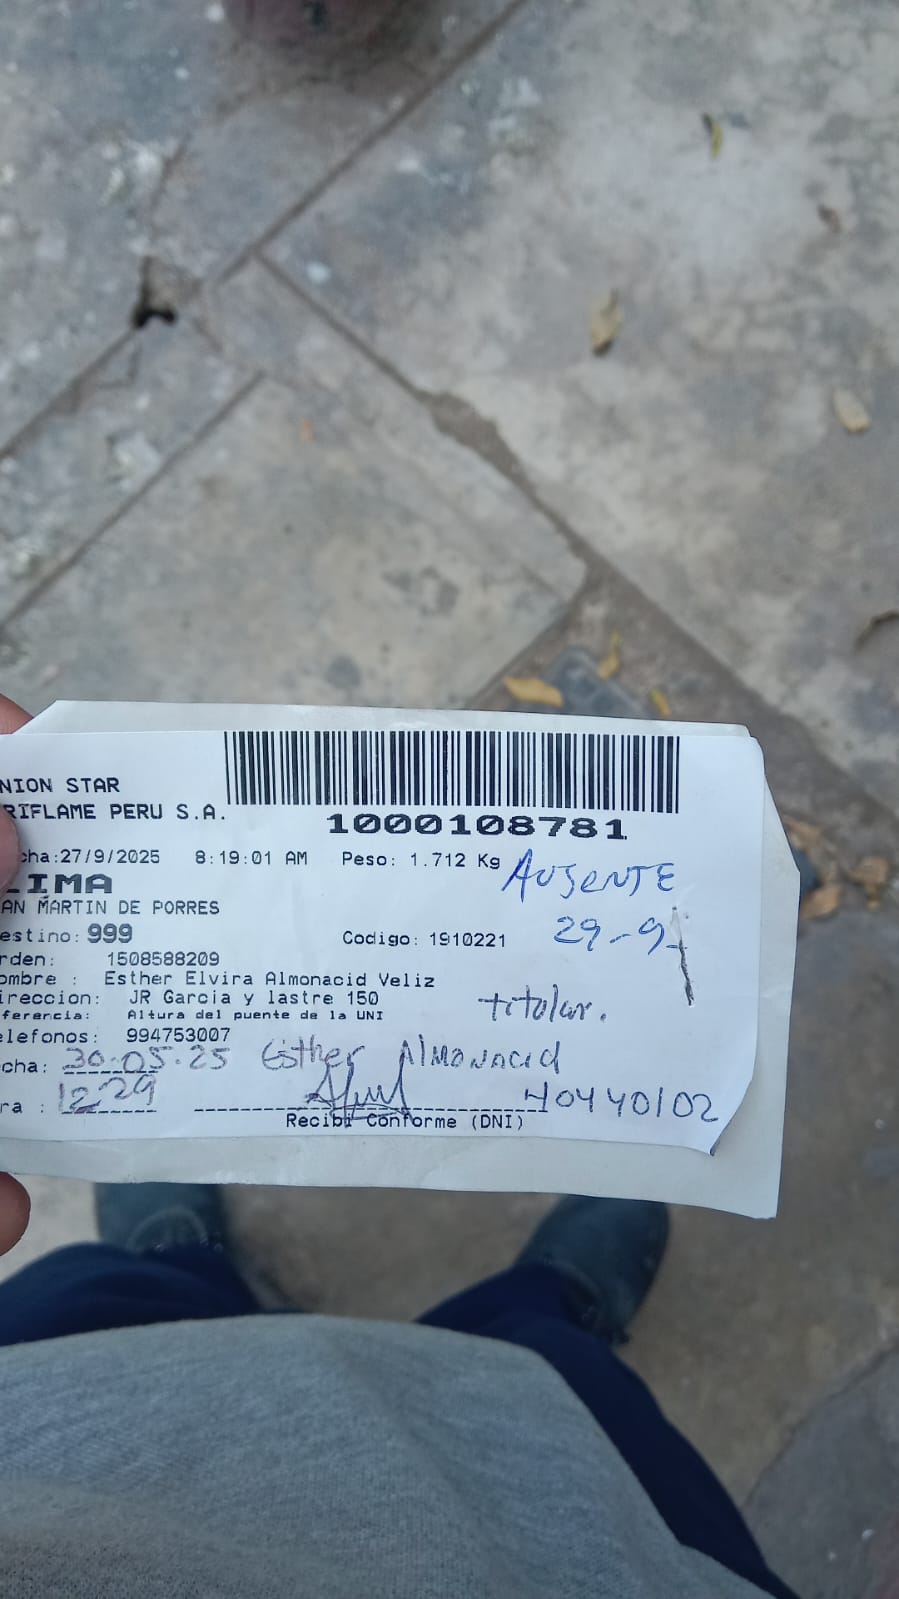 NION STAR
RIFLAME PERU S.A.
1000108781
cha:27/9/2025 8:19:01 AM Peso: 1.712 Kg
AUSENTE
LIMA
AN MARTIN DE PORRES
29-9
estino: 999 Codigo: 1910221
rden: 1508588209
ombre : Esther Elvira Almonacid Veliz
ireccion: JR Garcia y lastre 150
titolar.
ferencia: Altura del puente de la UNI
elefonos: 994753007
cha: 30.05.25 Esther Almonacid
ra : 1229 40440102
Recibi Conforme (DNI)